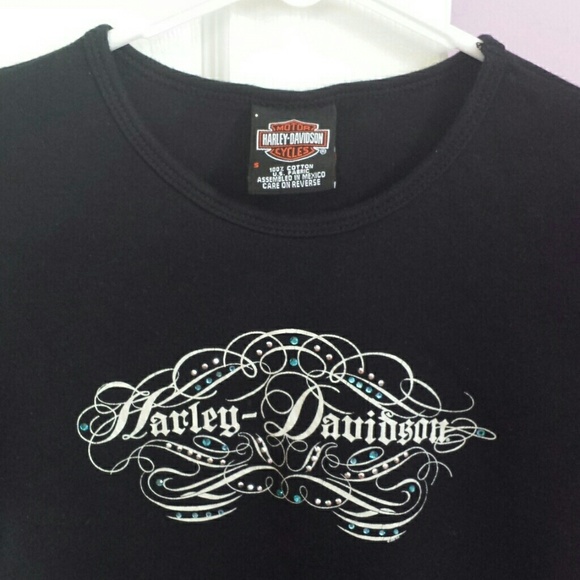 MOTOR
HARLEY-DAVIDSON
CYCLES
®
S
100% COTTON
U.S. FABRIC
ASSEMBLED IN MEXICO
CARE ON REVERSE
Harley-Davidson